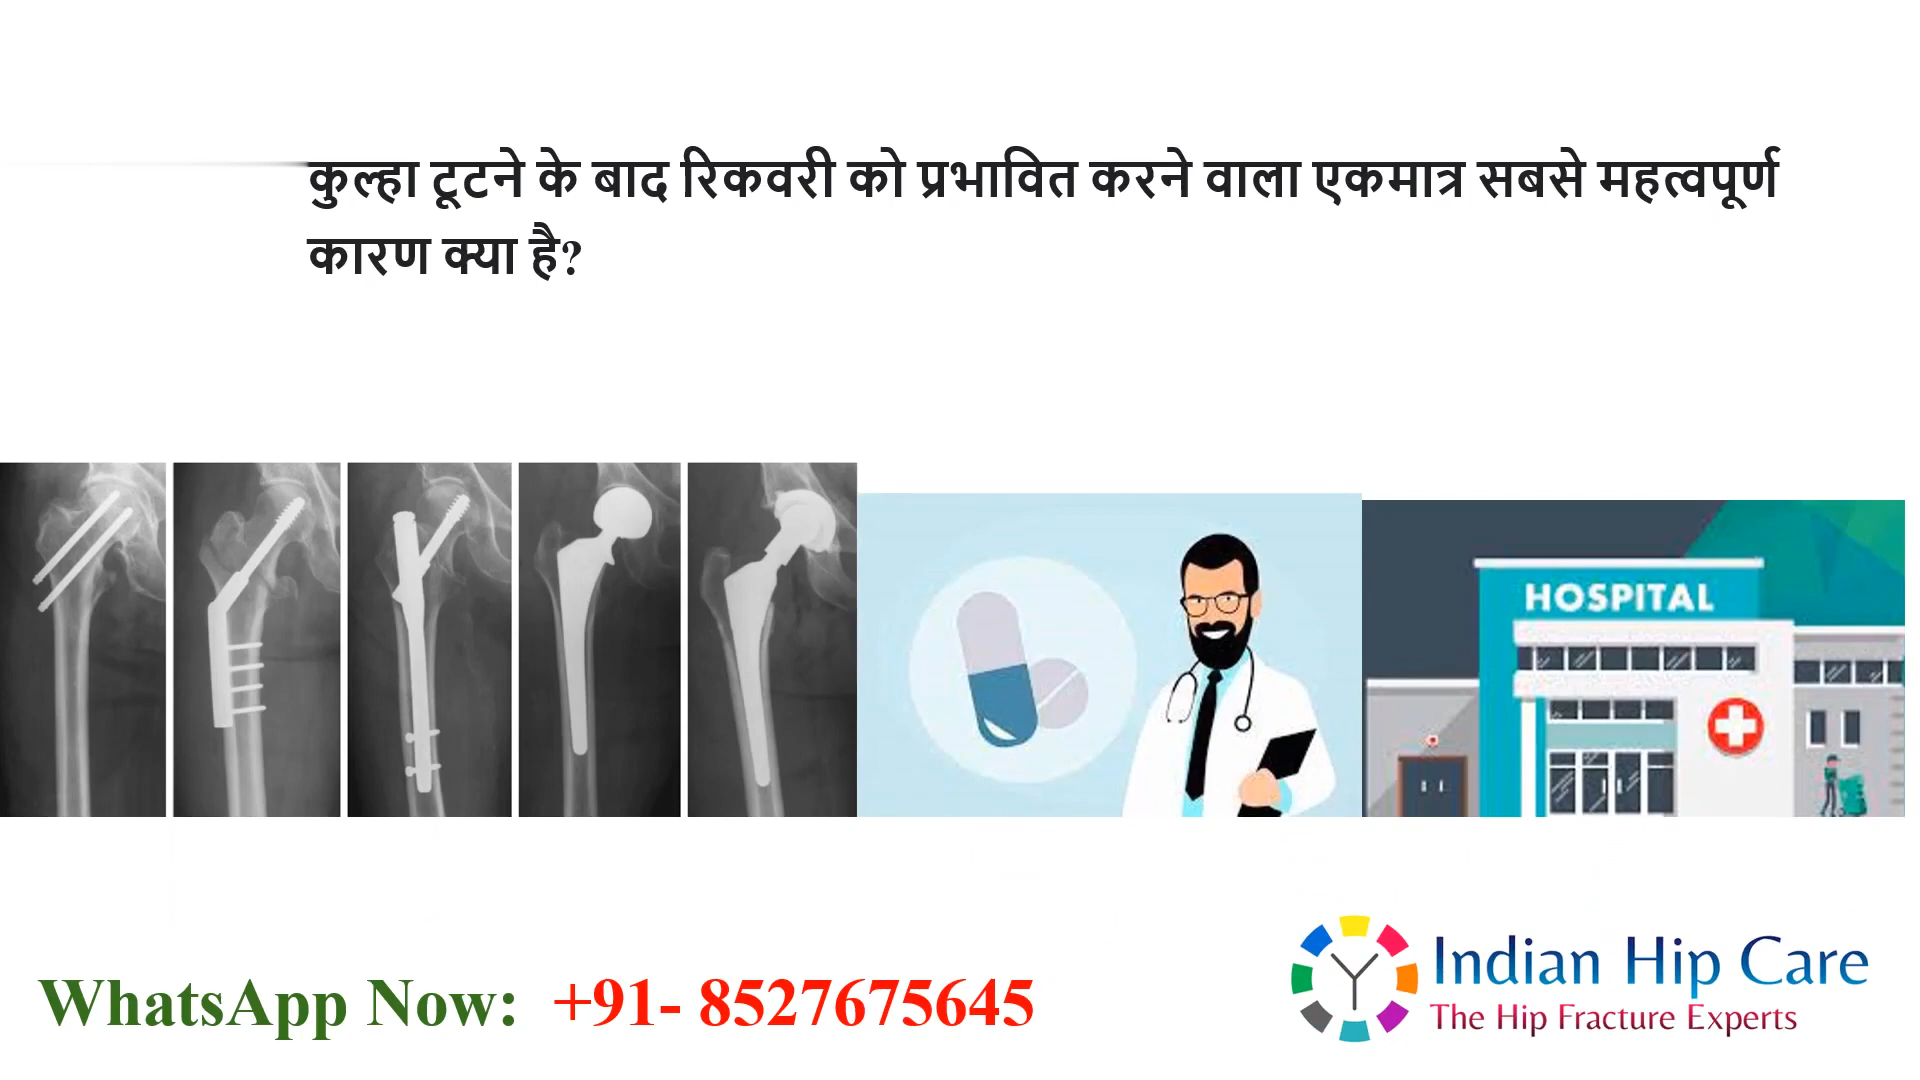 कुल्हा टूटने के बाद रिकवरी को प्रभावित करने वाला एकमात्र सबसे महत्वपूर्ण
कारण क्या है?
HOSPITAL
WhatsApp Now: +91- 8527675645
Indian Hip Care
The Hip Fracture Experts